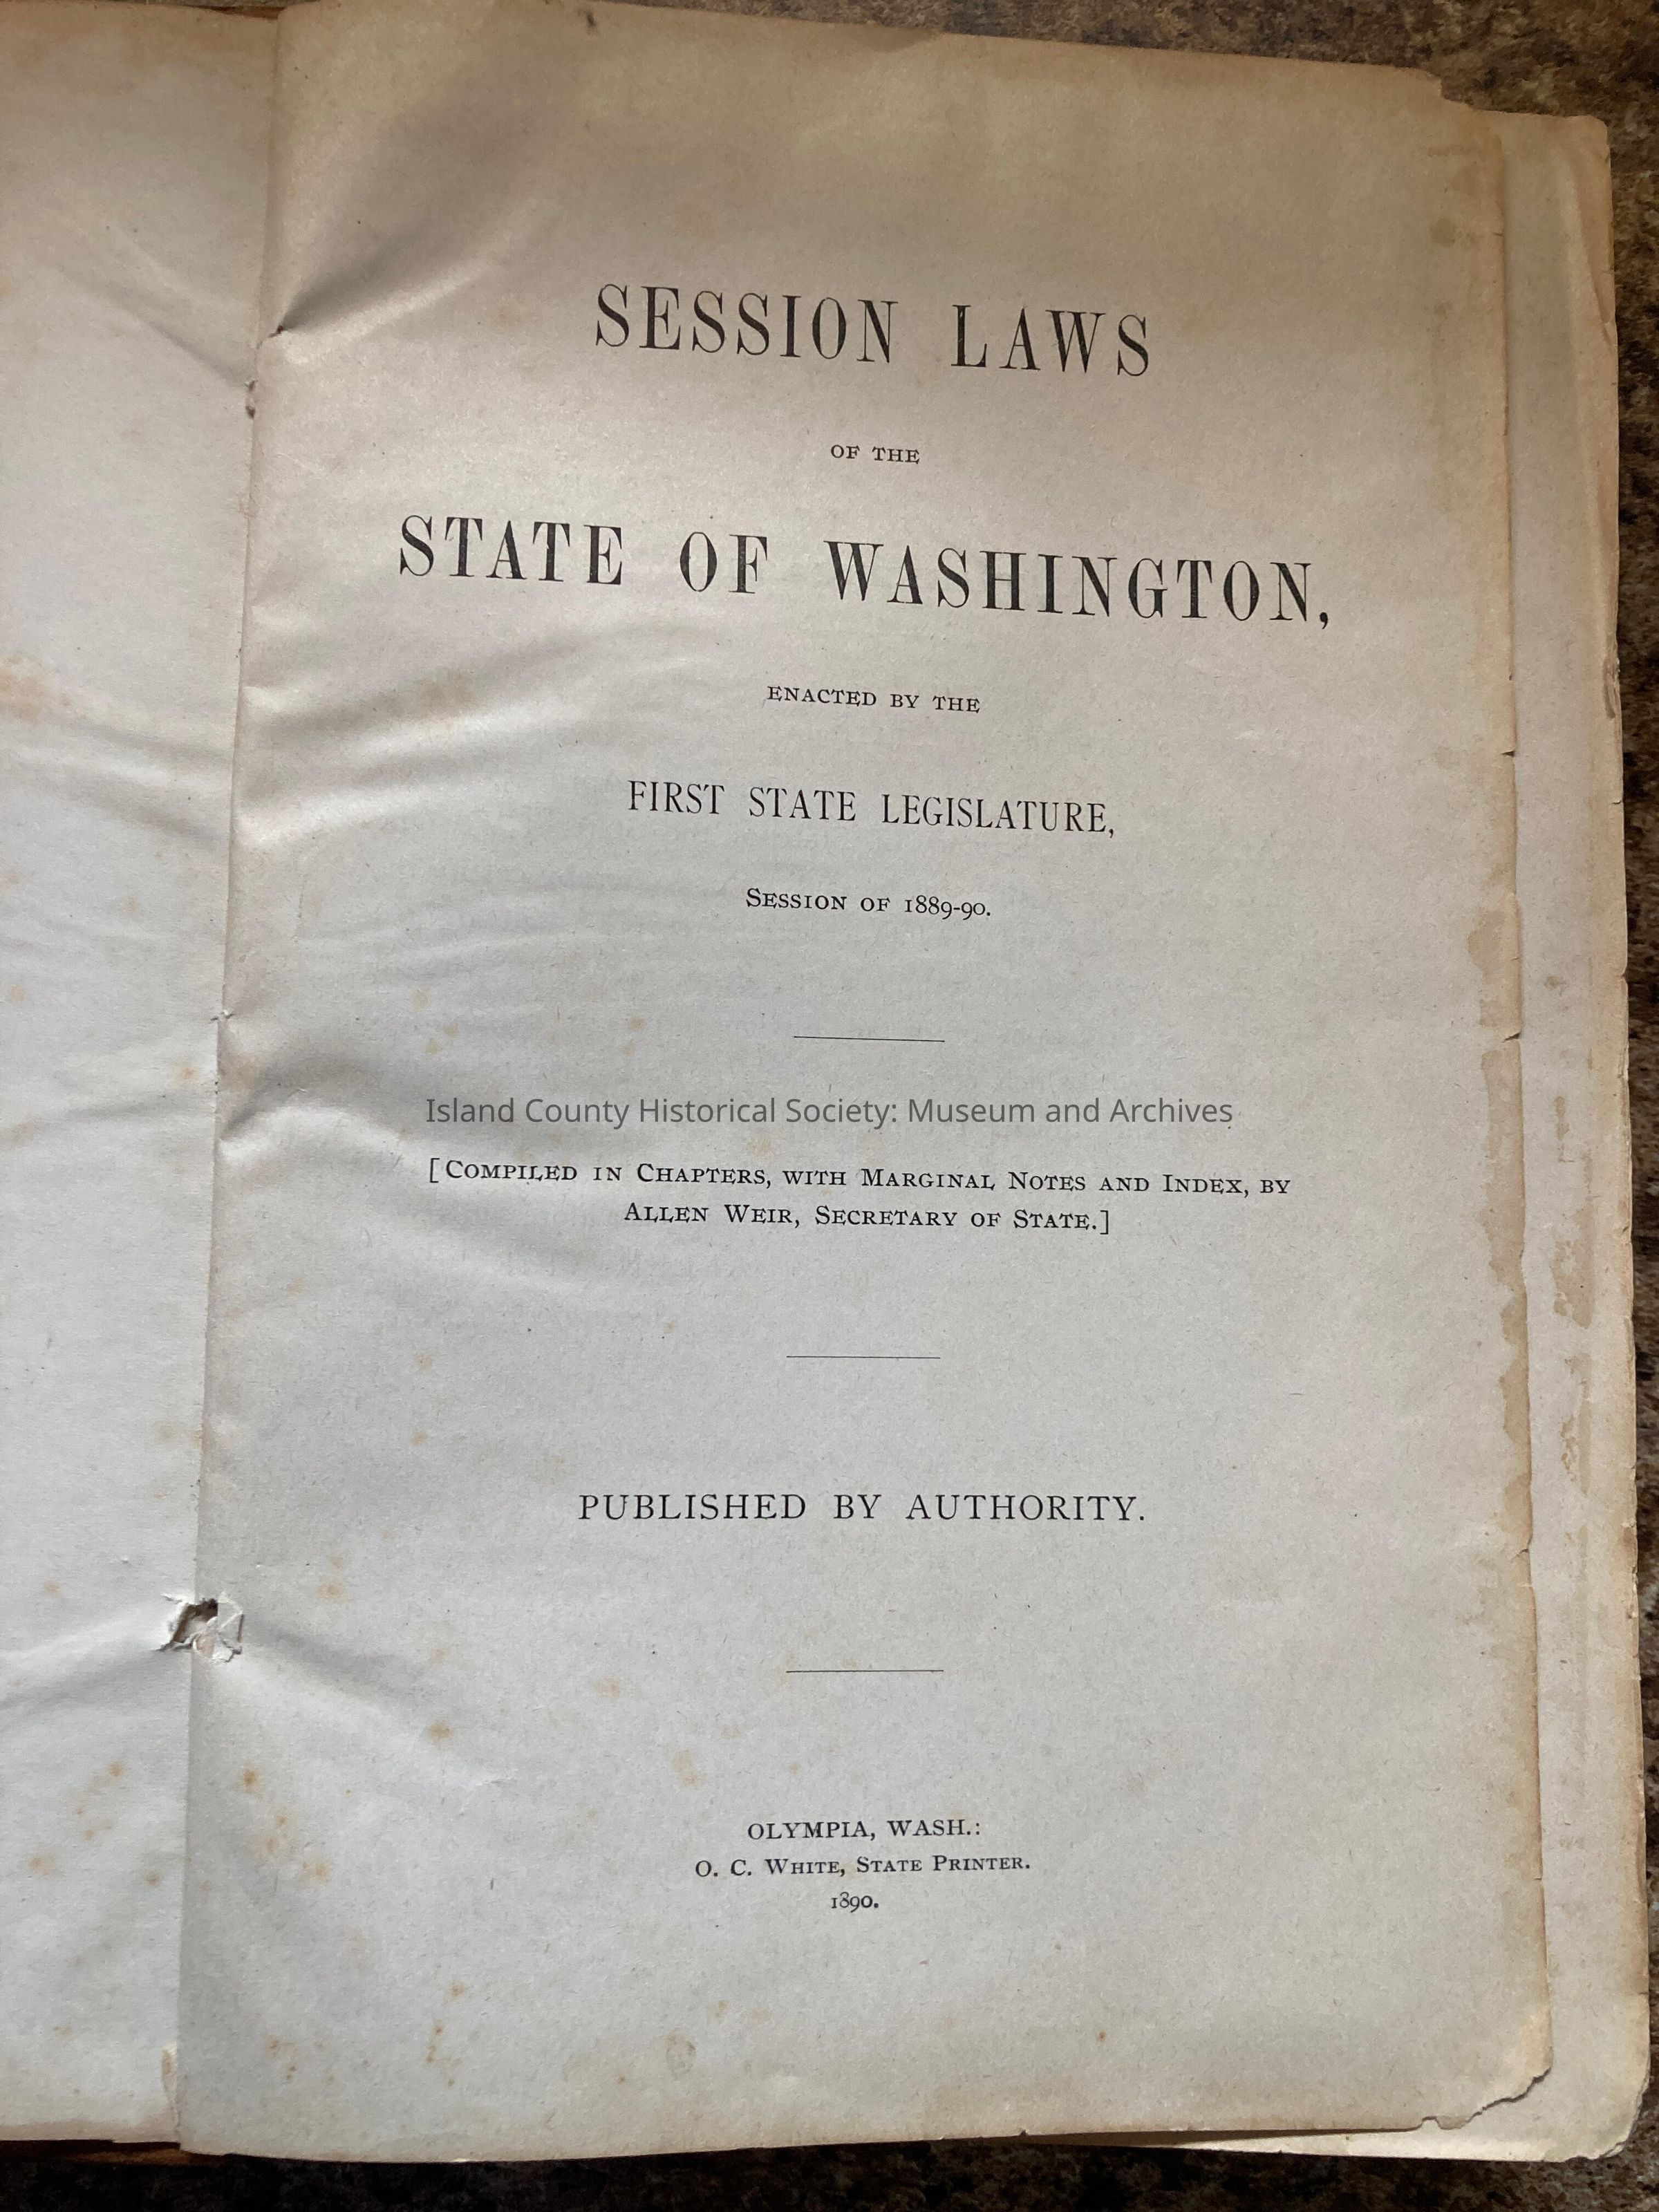 SESSION LAWS
OF THE
STATE OF WASHINGTON,
ENACTED BY THE
FIRST STATE LEGISLATURE,
SESSION OF 1889-90.
Island County Historical Society: Museum and Archives
[COMPILED IN CHAPTERS, WITH MARGINAL NOTES AND INDEX, BY
ALLEN WEIR, SECRETARY OF STATE.]
PUBLISHED BY AUTHORITY.
OLYMPIA, WASH.:
O. C. WHITE, STATE PRINTER.
1890.